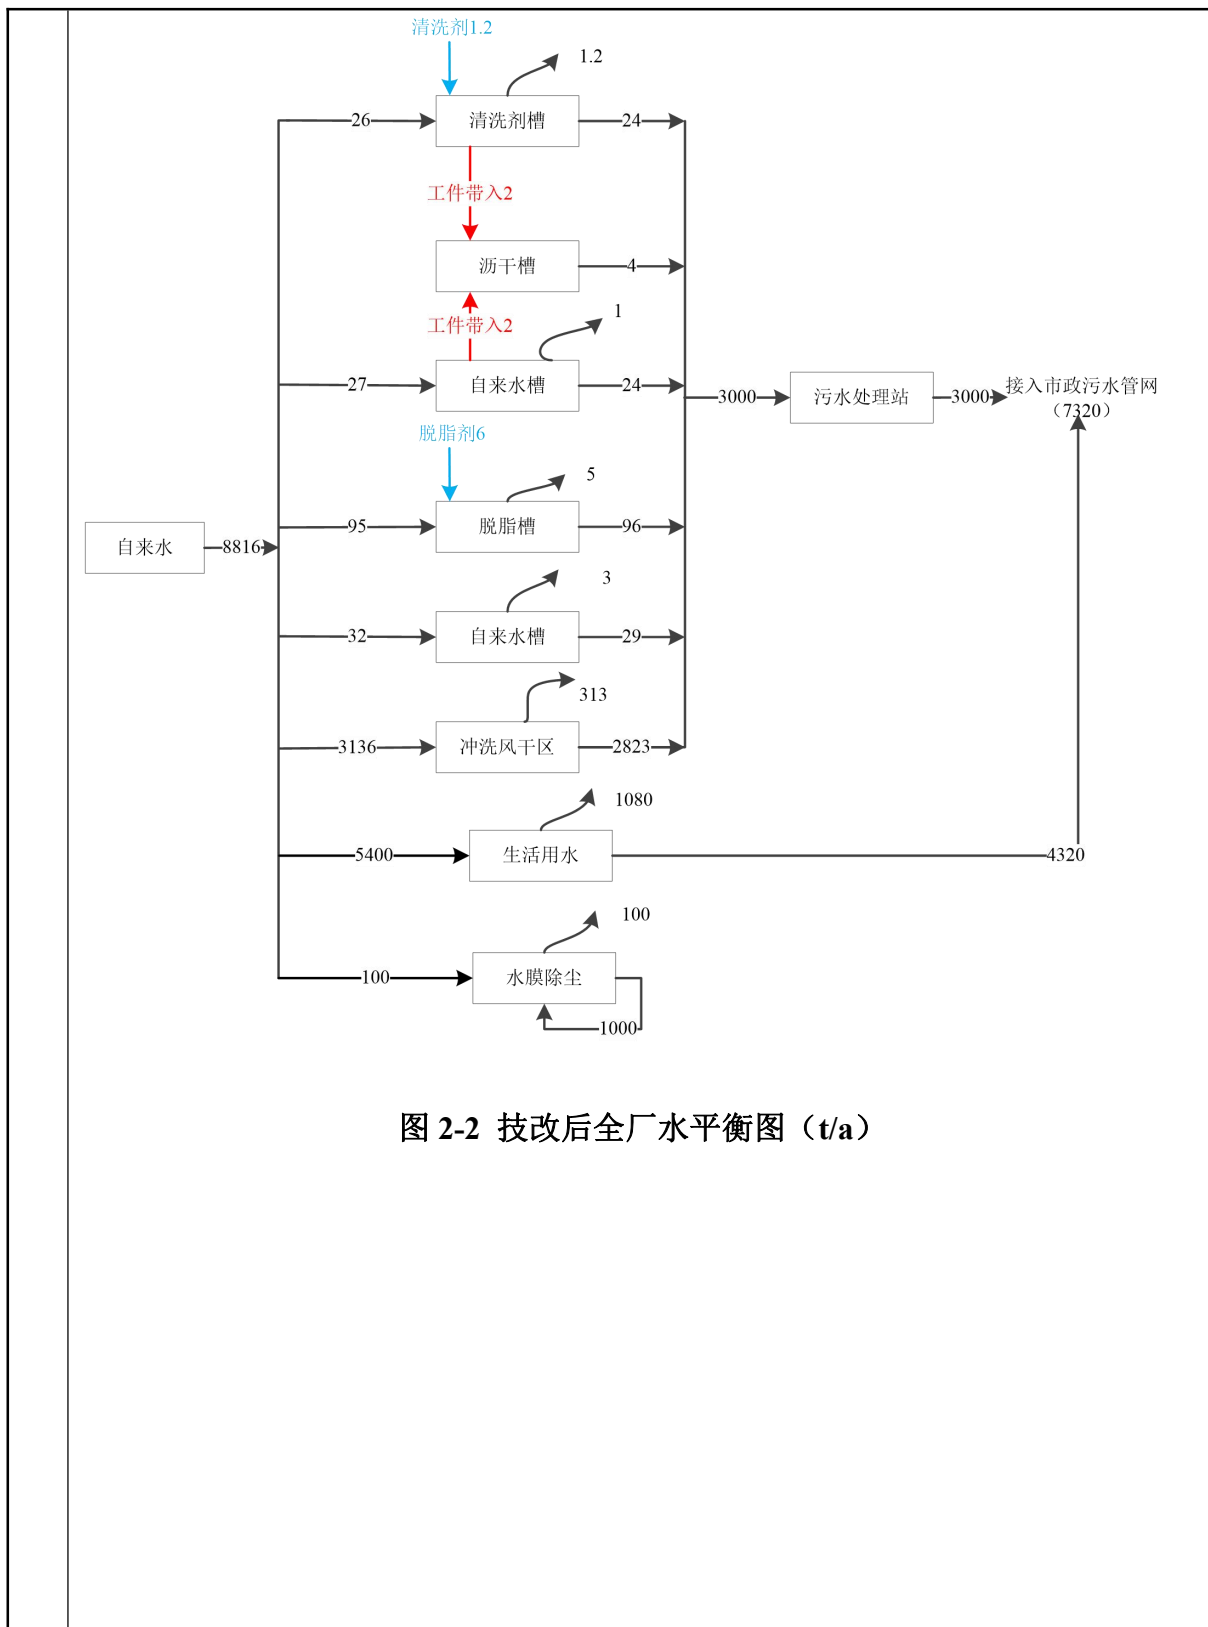 清洗剂1.2
1.2
26
清洗剂槽
24
工件带入2
沥干槽
4
工件带入2
1
27
自来水槽
24
3000
污水处理站
3000
接入市政污水管网
（7320）
脱脂剂6
5
95
脱脂槽
96
自来水
8816
3
32
自来水槽
29
313
3136
冲洗风干区
2823
1080
5400
生活用水
4320
100
100
水膜除尘
1000
图 2-2 技改后全厂水平衡图（t/a）